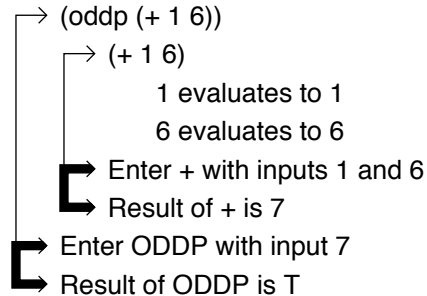 (oddp (+ 1 6))
(+ 1 6)
1 evaluates to 1
6 evaluates to 6
Enter + with inputs 1 and 6
Result of + is 7
Enter ODDP with input 7
Result of ODDP is T